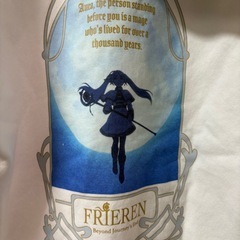 Aura, the person standing
before you is a mage
who's lived for over a
thousand years.
FRIEREN
Beyond Journey's End